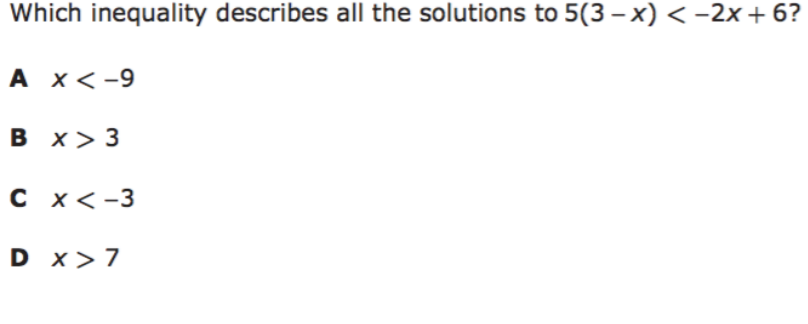 Which inequality describes all the solutions to 5(3 – x) < –2x + 6?
A x < –9
B x > 3
C x < –3
D x > 7